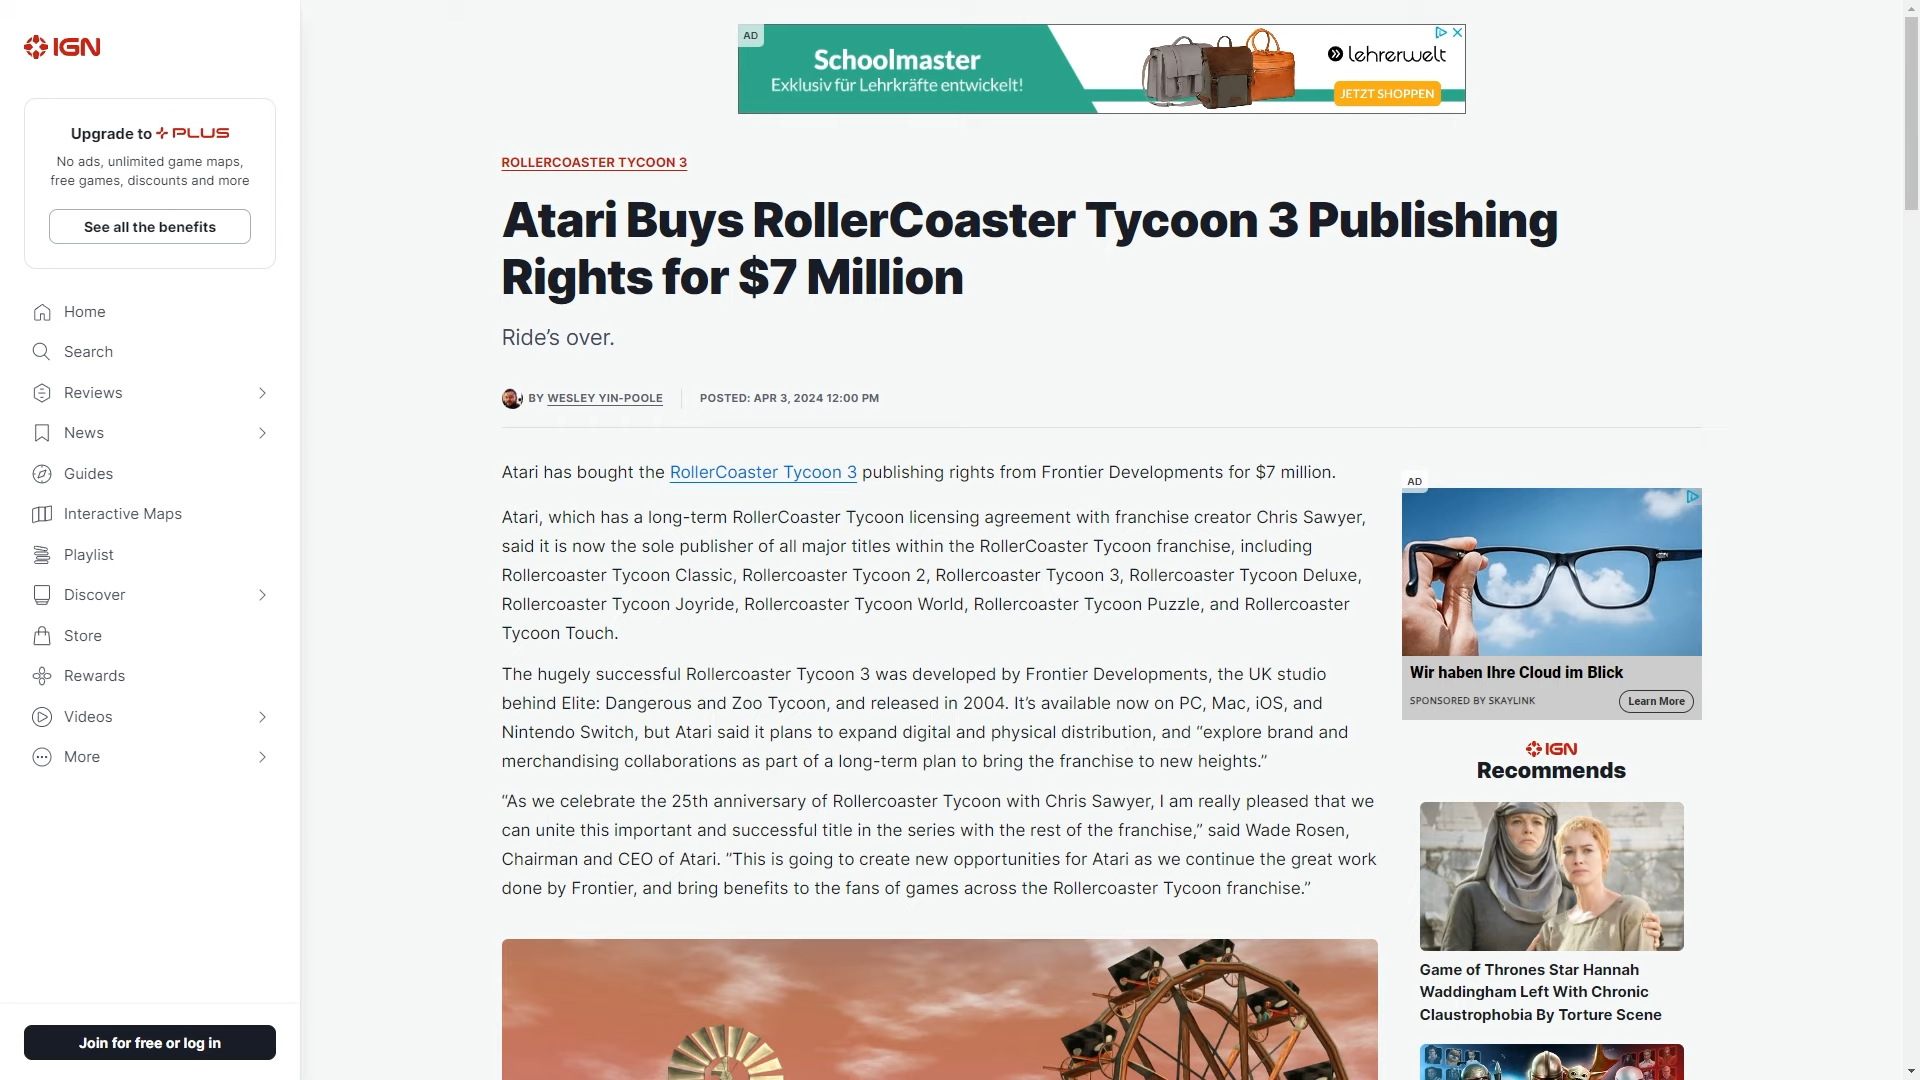 IGN
Upgrade to PLUS
No ads, unlimited game maps,
free games, discounts and more
See all the benefits
Home
Search
Reviews
News
Guides
Interactive Maps
Playlist
Discover
Store
Rewards
Videos
More
Join for free or log in
AD
Schoolmaster
Exklusiv für Lehrkräfte entwickelt!
lehrerwelt
JETZT SHOPPEN
ROLLERCOASTER TYCOON 3
Atari Buys RollerCoaster Tycoon 3 Publishing
Rights for $7 Million
Ride’s over.
BY WESLEY YIN-POOLE
POSTED: APR 3, 2024 12:00 PM
Atari has bought the RollerCoaster Tycoon 3 publishing rights from Frontier Developments for $7 million.
Atari, which has a long-term RollerCoaster Tycoon licensing agreement with franchise creator Chris Sawyer,
said it is now the sole publisher of all major titles within the RollerCoaster Tycoon franchise, including
Rollercoaster Tycoon Classic, Rollercoaster Tycoon 2, Rollercoaster Tycoon 3, Rollercoaster Tycoon Deluxe,
Rollercoaster Tycoon Joyride, Rollercoaster Tycoon World, Rollercoaster Tycoon Puzzle, and Rollercoaster
Tycoon Touch.
The hugely successful Rollercoaster Tycoon 3 was developed by Frontier Developments, the UK studio
behind Elite: Dangerous and Zoo Tycoon, and released in 2004. It’s available now on PC, Mac, iOS, and
Nintendo Switch, but Atari said it plans to expand digital and physical distribution, and “explore brand and
merchandising collaborations as part of a long-term plan to bring the franchise to new heights.”
“As we celebrate the 25th anniversary of Rollercoaster Tycoon with Chris Sawyer, I am really pleased that we
can unite this important and successful title in the series with the rest of the franchise,” said Wade Rosen,
Chairman and CEO of Atari. ”This is going to create new opportunities for Atari as we continue the great work
done by Frontier, and bring benefits to the fans of games across the Rollercoaster Tycoon franchise.”
AD
Wir haben Ihre Cloud im Blick
SPONSORED BY SKAYLINK
Learn More
IGN
Recommends
Game of Thrones Star Hannah
Waddingham Left With Chronic
Claustrophobia By Torture Scene